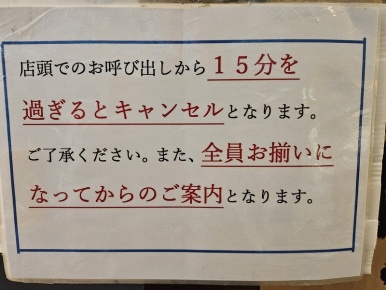 店頭でのお呼び出しから１５分を
過ぎるとキャンセルとなります。
ご了承ください。また、全員お揃いに
なってからのご案内となります。